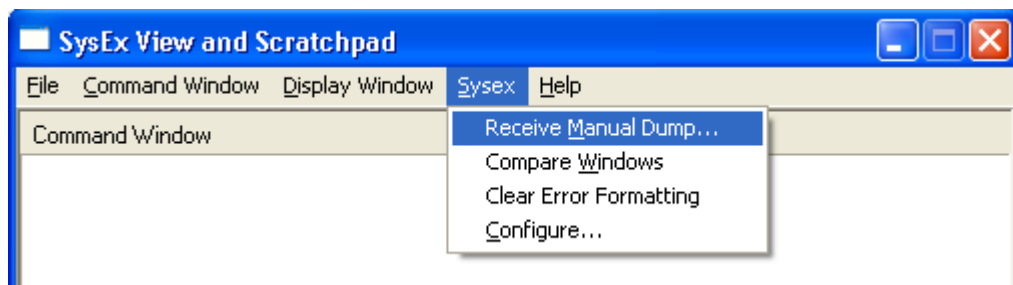 SysEx View and Scratchpad
File Command Window Display Window Sysex Help
Command Window
Receive Manual Dump...
Compare Windows
Clear Error Formatting
Configure...